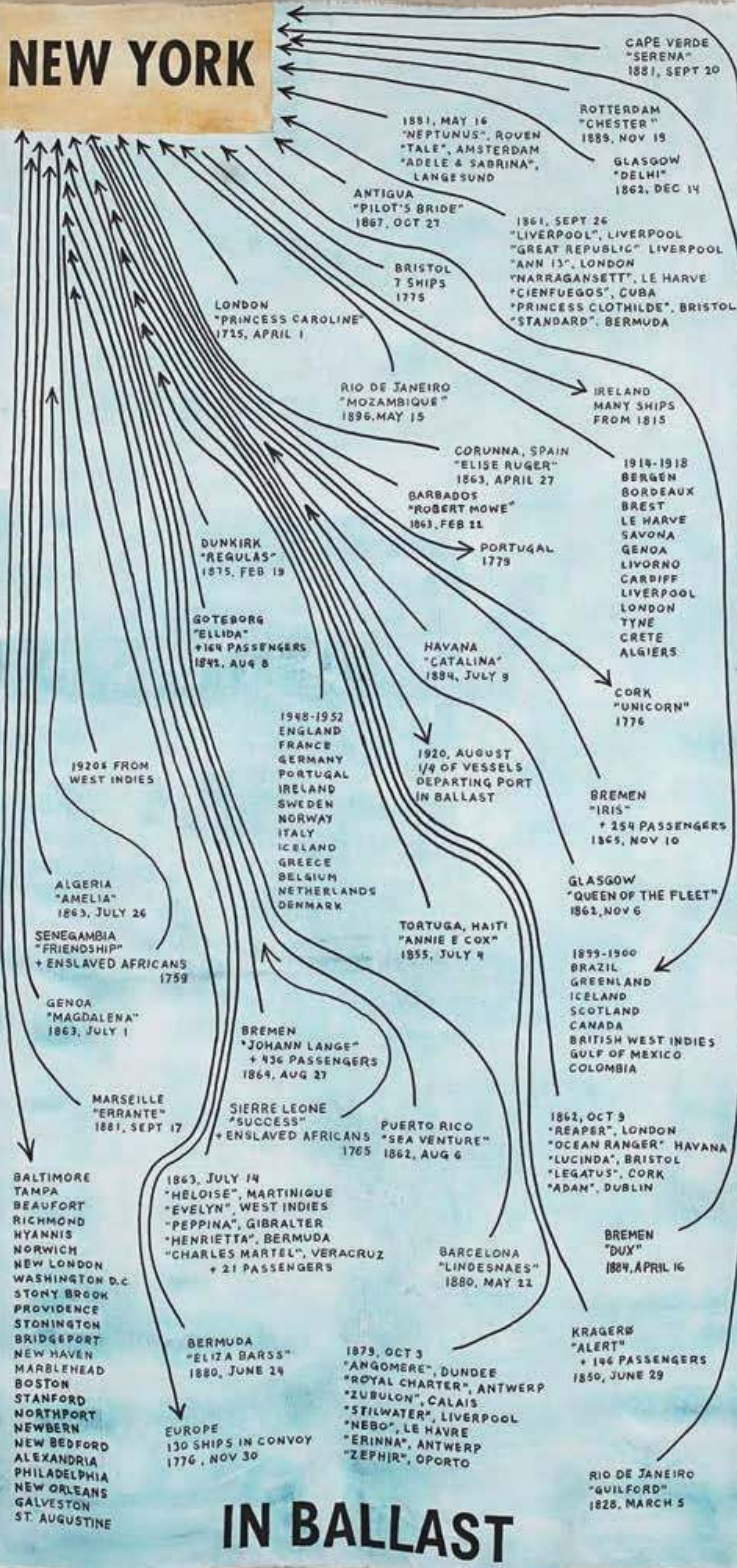 NEW YORK
CAPE VERDE
"SERENA"
1881, SEPT 20
ROTTERDAM
"CHESTER"
1889, NOV 19
GLASGOW
"DELHI"
1862, DEC 14
1881, MAY 16
"NEPTUNUS", ROUEN
"TALE", AMSTERDAM
"ADELE & SABRINA",
LANGESUND
ANTIGUA
"PILOT'S BRIDE"
1867, OCT 27
1861, SEPT 26
"LIVERPOOL", LIVERPOOL
"GREAT REPUBLIC" LIVERPOOL
"ANN 13", LONDON
"NARRAGANSETT", LE HARVE
"CIENFUEGOS", CUBA
"PRINCESS CLOTHILDE", BRISTOL
"STANDARD", BERMUDA
BRISTOL
7 SHIPS
1775
LONDON
"PRINCESS CAROLINE"
1725, APRIL 1
RIO DE JANEIRO
"MOZAMBIQUE"
1896, MAY 15
IRELAND
MANY SHIPS
FROM 1815
CORUNNA, SPAIN
"ELISE RUGER"
1863, APRIL 27
1914-1918
BERGEN
BORDEAUX
BREST
LE HARVE
SAVONA
GENOA
LIVORNO
CARDIFF
LIVERPOOL
LONDON
TYNE
CRETE
ALGIERS
BARBADOS
"ROBERT MOWE"
1863, FEB 22
PORTUGAL
1779
DUNKIRK
"REGULAS"
1875, FEB 19
GOTEBORG
"ELLIDA"
+164 PASSENGERS
1842, AUG 8
HAVANA
"CATALINA"
1884, JULY 9
CORK
"UNICORN"
1776
1948-1952
ENGLAND
FRANCE
GERMANY
PORTUGAL
IRELAND
SWEDEN
NORWAY
ITALY
ICELAND
GREECE
BELGIUM
NETHERLANDS
DENMARK
1920, AUGUST
1/4 OF VESSELS
DEPARTING PORT
IN BALLAST
1920s FROM
WEST INDIES
BREMEN
"IRIS"
+ 254 PASSENGERS
1865, NOV 10
ALGERIA
"AMELIA"
1863, JULY 26
GLASGOW
"QUEEN OF THE FLEET"
1862, NOV 6
TORTUGA, HAITI
"ANNIE E COX"
1855, JULY 4
SENEGAMBIA
"FRIENDSHIP"
+ ENSLAVED AFRICANS
1759
1899-1900
BRAZIL
GREENLAND
ICELAND
SCOTLAND
CANADA
BRITISH WEST INDIES
GULF OF MEXICO
COLOMBIA
GENOA
"MAGDALENA"
1863, JULY 1
BREMEN
"JOHANN LANGE"
+ 436 PASSENGERS
1864, AUG 27
MARSEILLE
"ERRANTE"
1881, SEPT 17
SIERRE LEONE
"SUCCESS"
+ ENSLAVED AFRICANS
1765
PUERTO RICO
"SEA VENTURE"
1862, AUG 6
1862, OCT 9
"REAPER", LONDON
"OCEAN RANGER" HAVANA
"LUCINDA", BRISTOL
"LEGATUS", CORK
"ADAM", DUBLIN
BALTIMORE
TAMPA
BEAUFORT
RICHMOND
HYANNIS
NORWICH
NEW LONDON
WASHINGTON D.C
STONY BROOK
PROVIDENCE
STONINGTON
BRIDGEPORT
NEW HAVEN
MARBLEHEAD
BOSTON
STANFORD
NORTHPORT
NEWBERN
NEW BEDFORD
ALEXANDRIA
PHILADELPHIA
NEW ORLEANS
GALVESTON
ST. AUGUSTINE
1863, JULY 14
"HELOISE", MARTINIQUE
"EVELYN", WEST INDIES
"PEPPINA", GIBRALTER
"HENRIETTA", BERMUDA
"CHARLES MARTEL", VERACRUZ
+ 21 PASSENGERS
BARCELONA
"LINDESNAES"
1880, MAY 22
BREMEN
"DUX"
1884, APRIL 16
BERMUDA
"ELIZA BARSS"
1880, JUNE 24
1879, OCT 3
"ANGOMERE", DUNDEE
"ROYAL CHARTER", ANTWERP
"ZUBULON", CALAIS
"STILWATER", LIVERPOOL
"NEBO", LE HAVRE
"ERINNA", ANTWERP
"ZEPHIR", OPORTO
KRAGERØ
"ALERT"
+ 146 PASSENGERS
1850, JUNE 29
EUROPE
130 SHIPS IN CONVOY
1776, NOV 30
RIO DE JANEIRO
"GUILFORD"
1828, MARCH 5
IN BALLAST